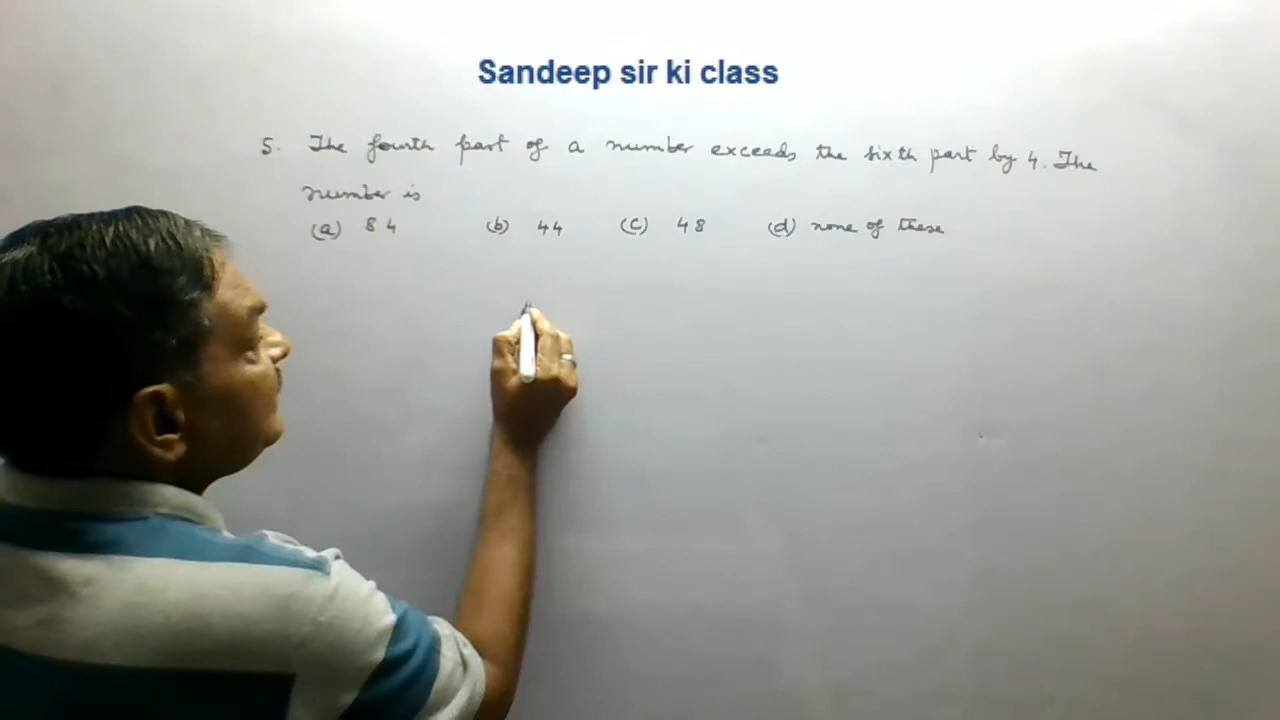 Sandeep sir ki class
5. The fourth part of a number exceeds the sixth part by 4. The
number is
(a) 84 (b) 44 (c) 48 (d) none of these